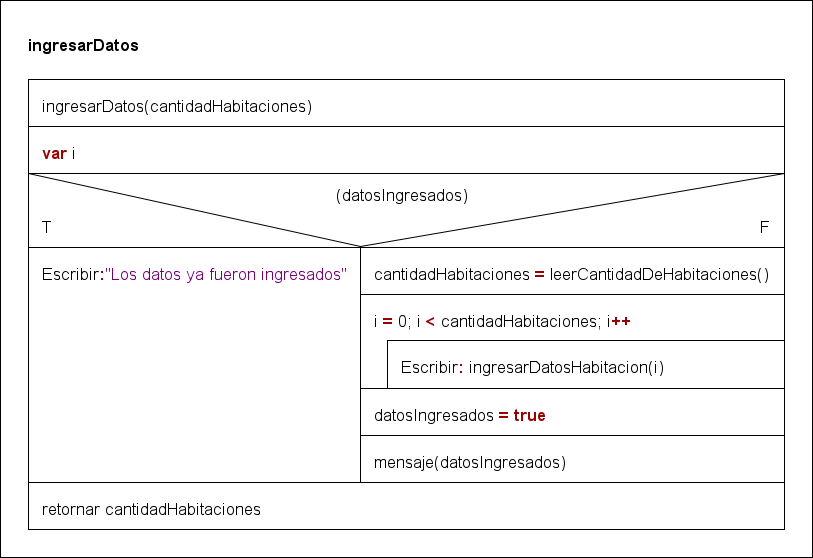 ingresarDatos
ingresarDatos(cantidadHabitaciones)
var i
(datosIngresados)
T
F
Escribir:"Los datos ya fueron ingresados"
cantidadHabitaciones = leerCantidadDeHabitaciones()
i = 0; i < cantidadHabitaciones; i++
Escribir: ingresarDatosHabitacion(i)
datosIngresados = true
mensaje(datosIngresados)
retornar cantidadHabitaciones